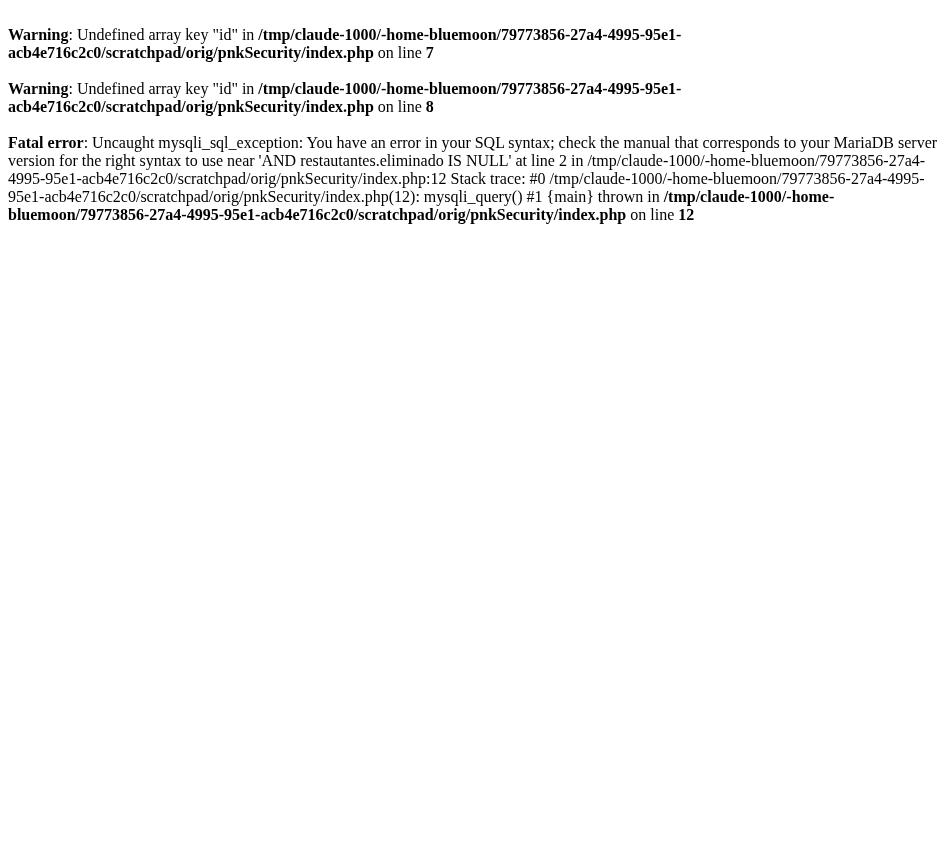 Warning: Undefined array key "id" in /tmp/claude-1000/-home-bluemoon/79773856-27a4-4995-95e1-
acb4e716c2c0/scratchpad/orig/pnkSecurity/index.php on line 7
Warning: Undefined array key "id" in /tmp/claude-1000/-home-bluemoon/79773856-27a4-4995-95e1-
acb4e716c2c0/scratchpad/orig/pnkSecurity/index.php on line 8
Fatal error: Uncaught mysqli_sql_exception: You have an error in your SQL syntax; check the manual that corresponds to your MariaDB server
version for the right syntax to use near 'AND restautantes.eliminado IS NULL' at line 2 in /tmp/claude-1000/-home-bluemoon/79773856-27a4-
4995-95e1-acb4e716c2c0/scratchpad/orig/pnkSecurity/index.php:12 Stack trace: #0 /tmp/claude-1000/-home-bluemoon/79773856-27a4-4995-
95e1-acb4e716c2c0/scratchpad/orig/pnkSecurity/index.php(12): mysqli_query() #1 {main} thrown in /tmp/claude-1000/-home-
bluemoon/79773856-27a4-4995-95e1-acb4e716c2c0/scratchpad/orig/pnkSecurity/index.php on line 12